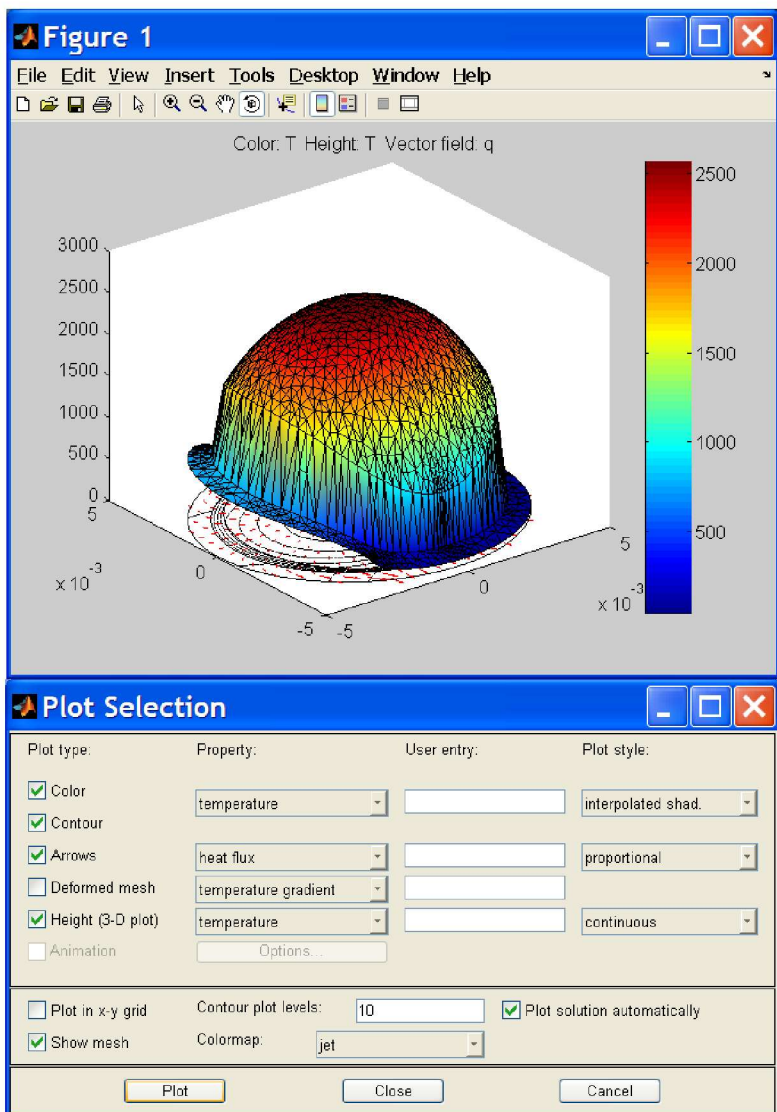 Figure 1
File Edit View Insert Tools Desktop Window Help
Color: T Height: T Vector field: q
3000
2500
2000
1500
1000
500
0
5
0
-5
x 10
-3
-5
0
5
x 10
-3
2500
2000
1500
1000
500
Plot Selection
Plot type: Property: User entry: Plot style:
Color
temperature interpolated shad.
Contour
Arrows heat flux proportional
Deformed mesh temperature gradient
Height (3-D plot) temperature continuous
Animation Options...
Plot in x-y grid Contour plot levels: 10 Plot solution automatically
Show mesh Colormap: jet
Plot Close Cancel